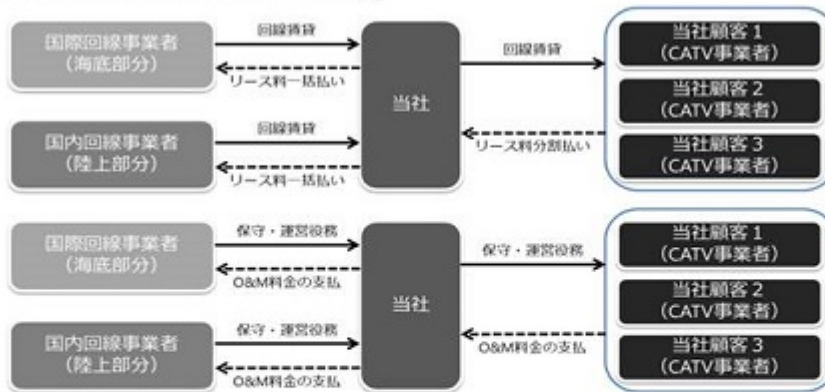 国際回線事業者
(海底部分)
回線賃貸
リース料一括払い
国内回線事業者
(陸上部分)
回線賃貸
リース料一括払い
当社
回線賃貸
リース料分割払い
当社顧客1
(CATV事業者)
当社顧客2
(CATV事業者)
当社顧客3
(CATV事業者)
国際回線事業者
(海底部分)
保守・運営役務
O&M料金の支払
国内回線事業者
(陸上部分)
保守・運営役務
O&M料金の支払
当社
保守・運営役務
O&M料金の支払
当社顧客1
(CATV事業者)
当社顧客2
(CATV事業者)
当社顧客3
(CATV事業者)